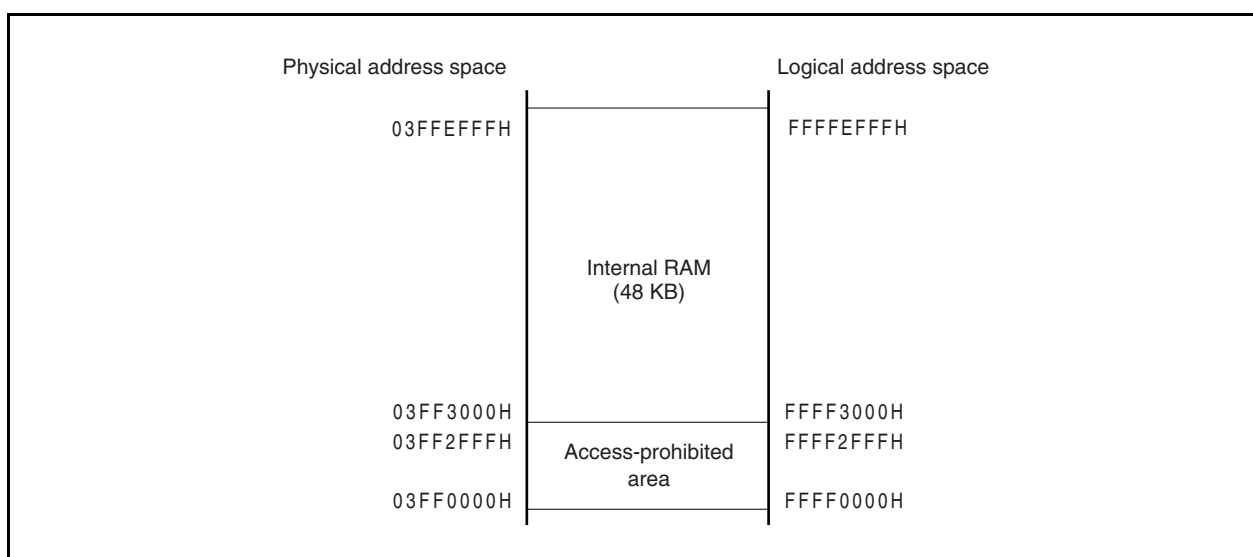 Physical address space
Logical address space
03FFEFFFH
FFFFEFFFH
Internal RAM
(48 KB)
03FF3000H
FFFF3000H
03FF2FFFH
FFFF2FFFH
Access-prohibited
area
03FF0000H
FFFF0000H